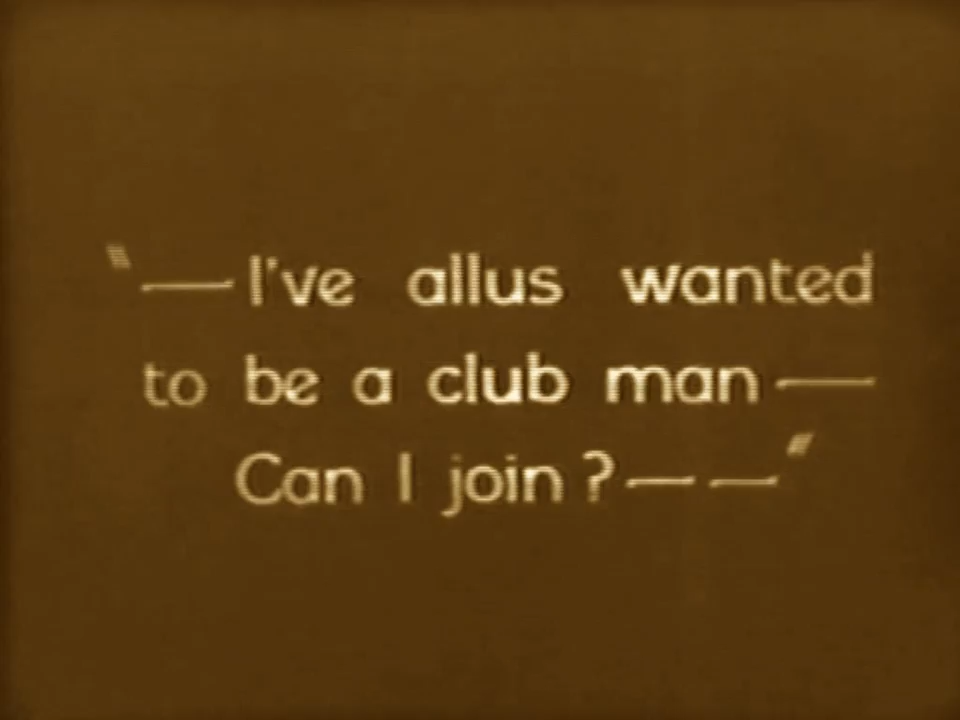 "—I've allus wanted
to be a club man—
Can I join?— —"